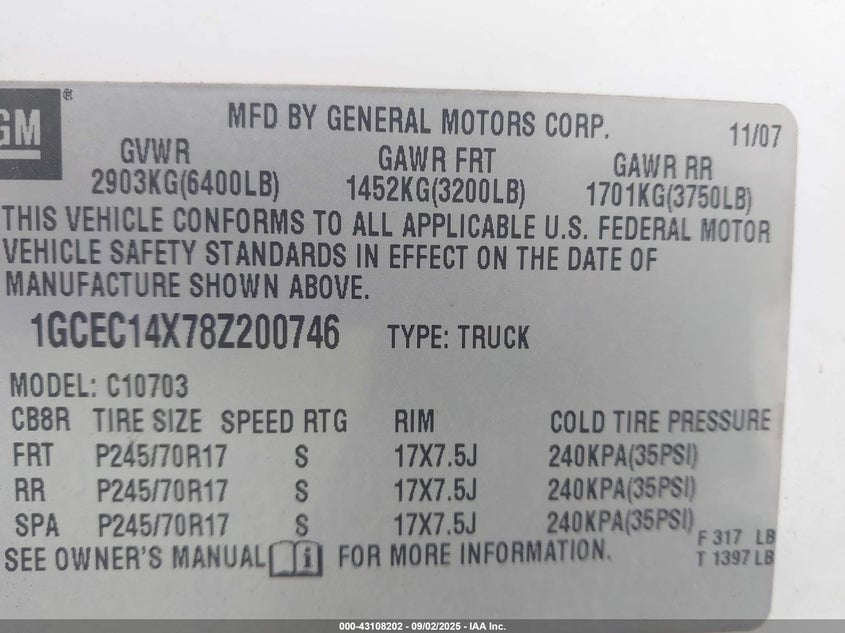 GM ®
MFD BY GENERAL MOTORS CORP. 11/07
GVWR GAWR FRT GAWR RR
2903KG(6400LB) 1452KG(3200LB) 1701KG(3750LB)
THIS VEHICLE CONFORMS TO ALL APPLICABLE U.S. FEDERAL MOTOR
VEHICLE SAFETY STANDARDS IN EFFECT ON THE DATE OF
MANUFACTURE SHOWN ABOVE.
1GCEC14X78Z200746 TYPE: TRUCK
MODEL: C10703
CB8R TIRE SIZE SPEED RTG RIM COLD TIRE PRESSURE
FRT P245/70R17 S 17X7.5J 240KPA(35PSI)
RR P245/70R17 S 17X7.5J 240KPA(35PSI)
SPA P245/70R17 S 17X7.5J 240KPA(35PSI)
F 317 LB
SEE OWNER'S MANUAL i FOR MORE INFORMATION. T 1397 LB
000-43108202 - 09/02/2025 - IAA Inc.